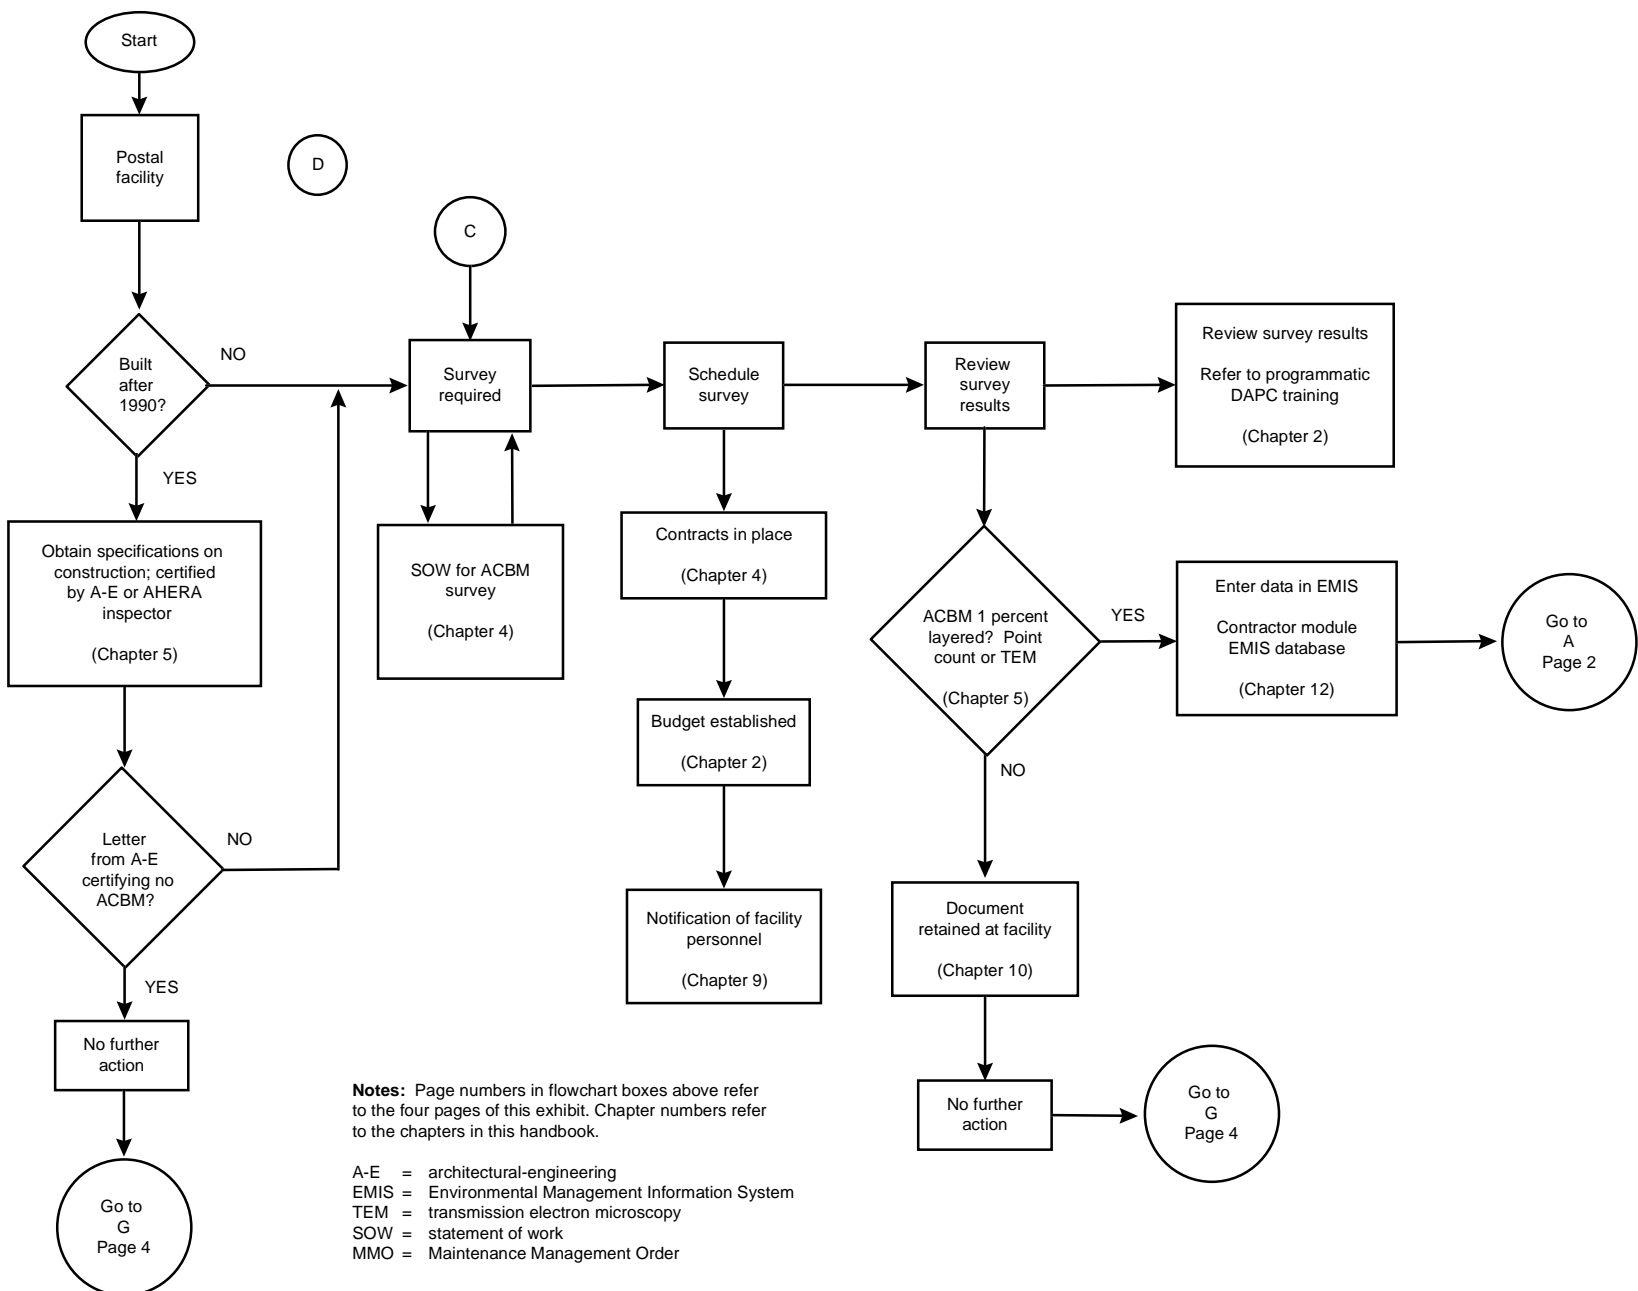 Start
Postal
facility
D
C
Built
after
1990?
NO
YES
Survey
required
Schedule
survey
Review
survey
results
Review survey results
Refer to programmatic
DAPC training
(Chapter 2)
Obtain specifications on
construction; certified
by A-E or AHERA
inspector
(Chapter 5)
SOW for ACBM
survey
(Chapter 4)
Contracts in place
(Chapter 4)
ACBM 1 percent
layered?  Point
count or TEM
(Chapter 5)
YES
NO
Enter data in EMIS
Contractor module
EMIS database
(Chapter 12)
Go to
A
Page 2
Budget established
(Chapter 2)
Letter
from A-E
certifying no
ACBM?
NO
YES
Notification of facility
personnel
(Chapter 9)
Document
retained at facility
(Chapter 10)
No further
action
Go to
G
Page 4
No further
action
Go to
G
Page 4
Notes:  Page numbers in flowchart boxes above refer
to the four pages of this exhibit. Chapter numbers refer
to the chapters in this handbook.
A-E = architectural-engineering
EMIS = Environmental Management Information System
TEM = transmission electron microscopy
SOW = statement of work
MMO = Maintenance Management Order